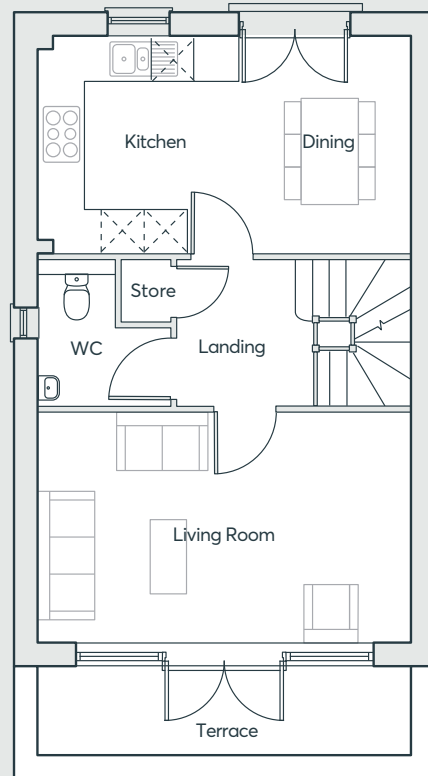 Kitchen
Dining
Store
WC
Landing
Living Room
Terrace